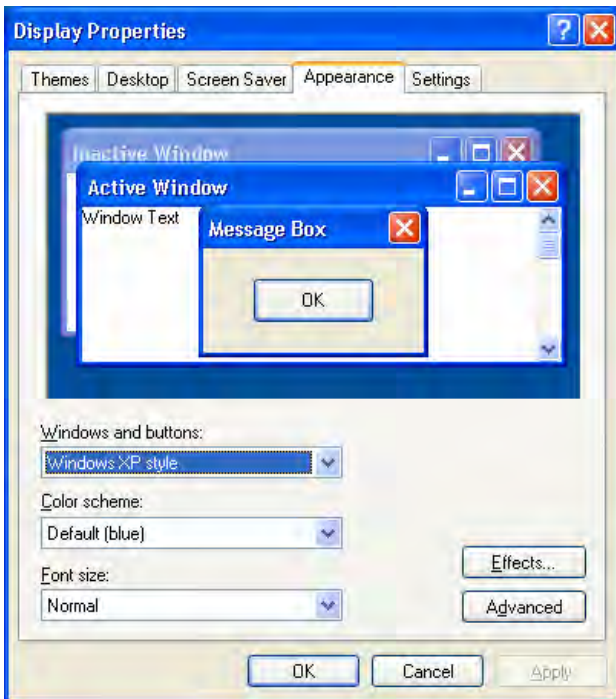 Display Properties
Themes Desktop Screen Saver Appearance Settings
Inactive Window
Active Window
Window Text
Message Box
OK
Windows and buttons:
Windows XP style
Color scheme:
Default (blue)
Effects...
Font size:
Normal
Advanced
OK Cancel Apply